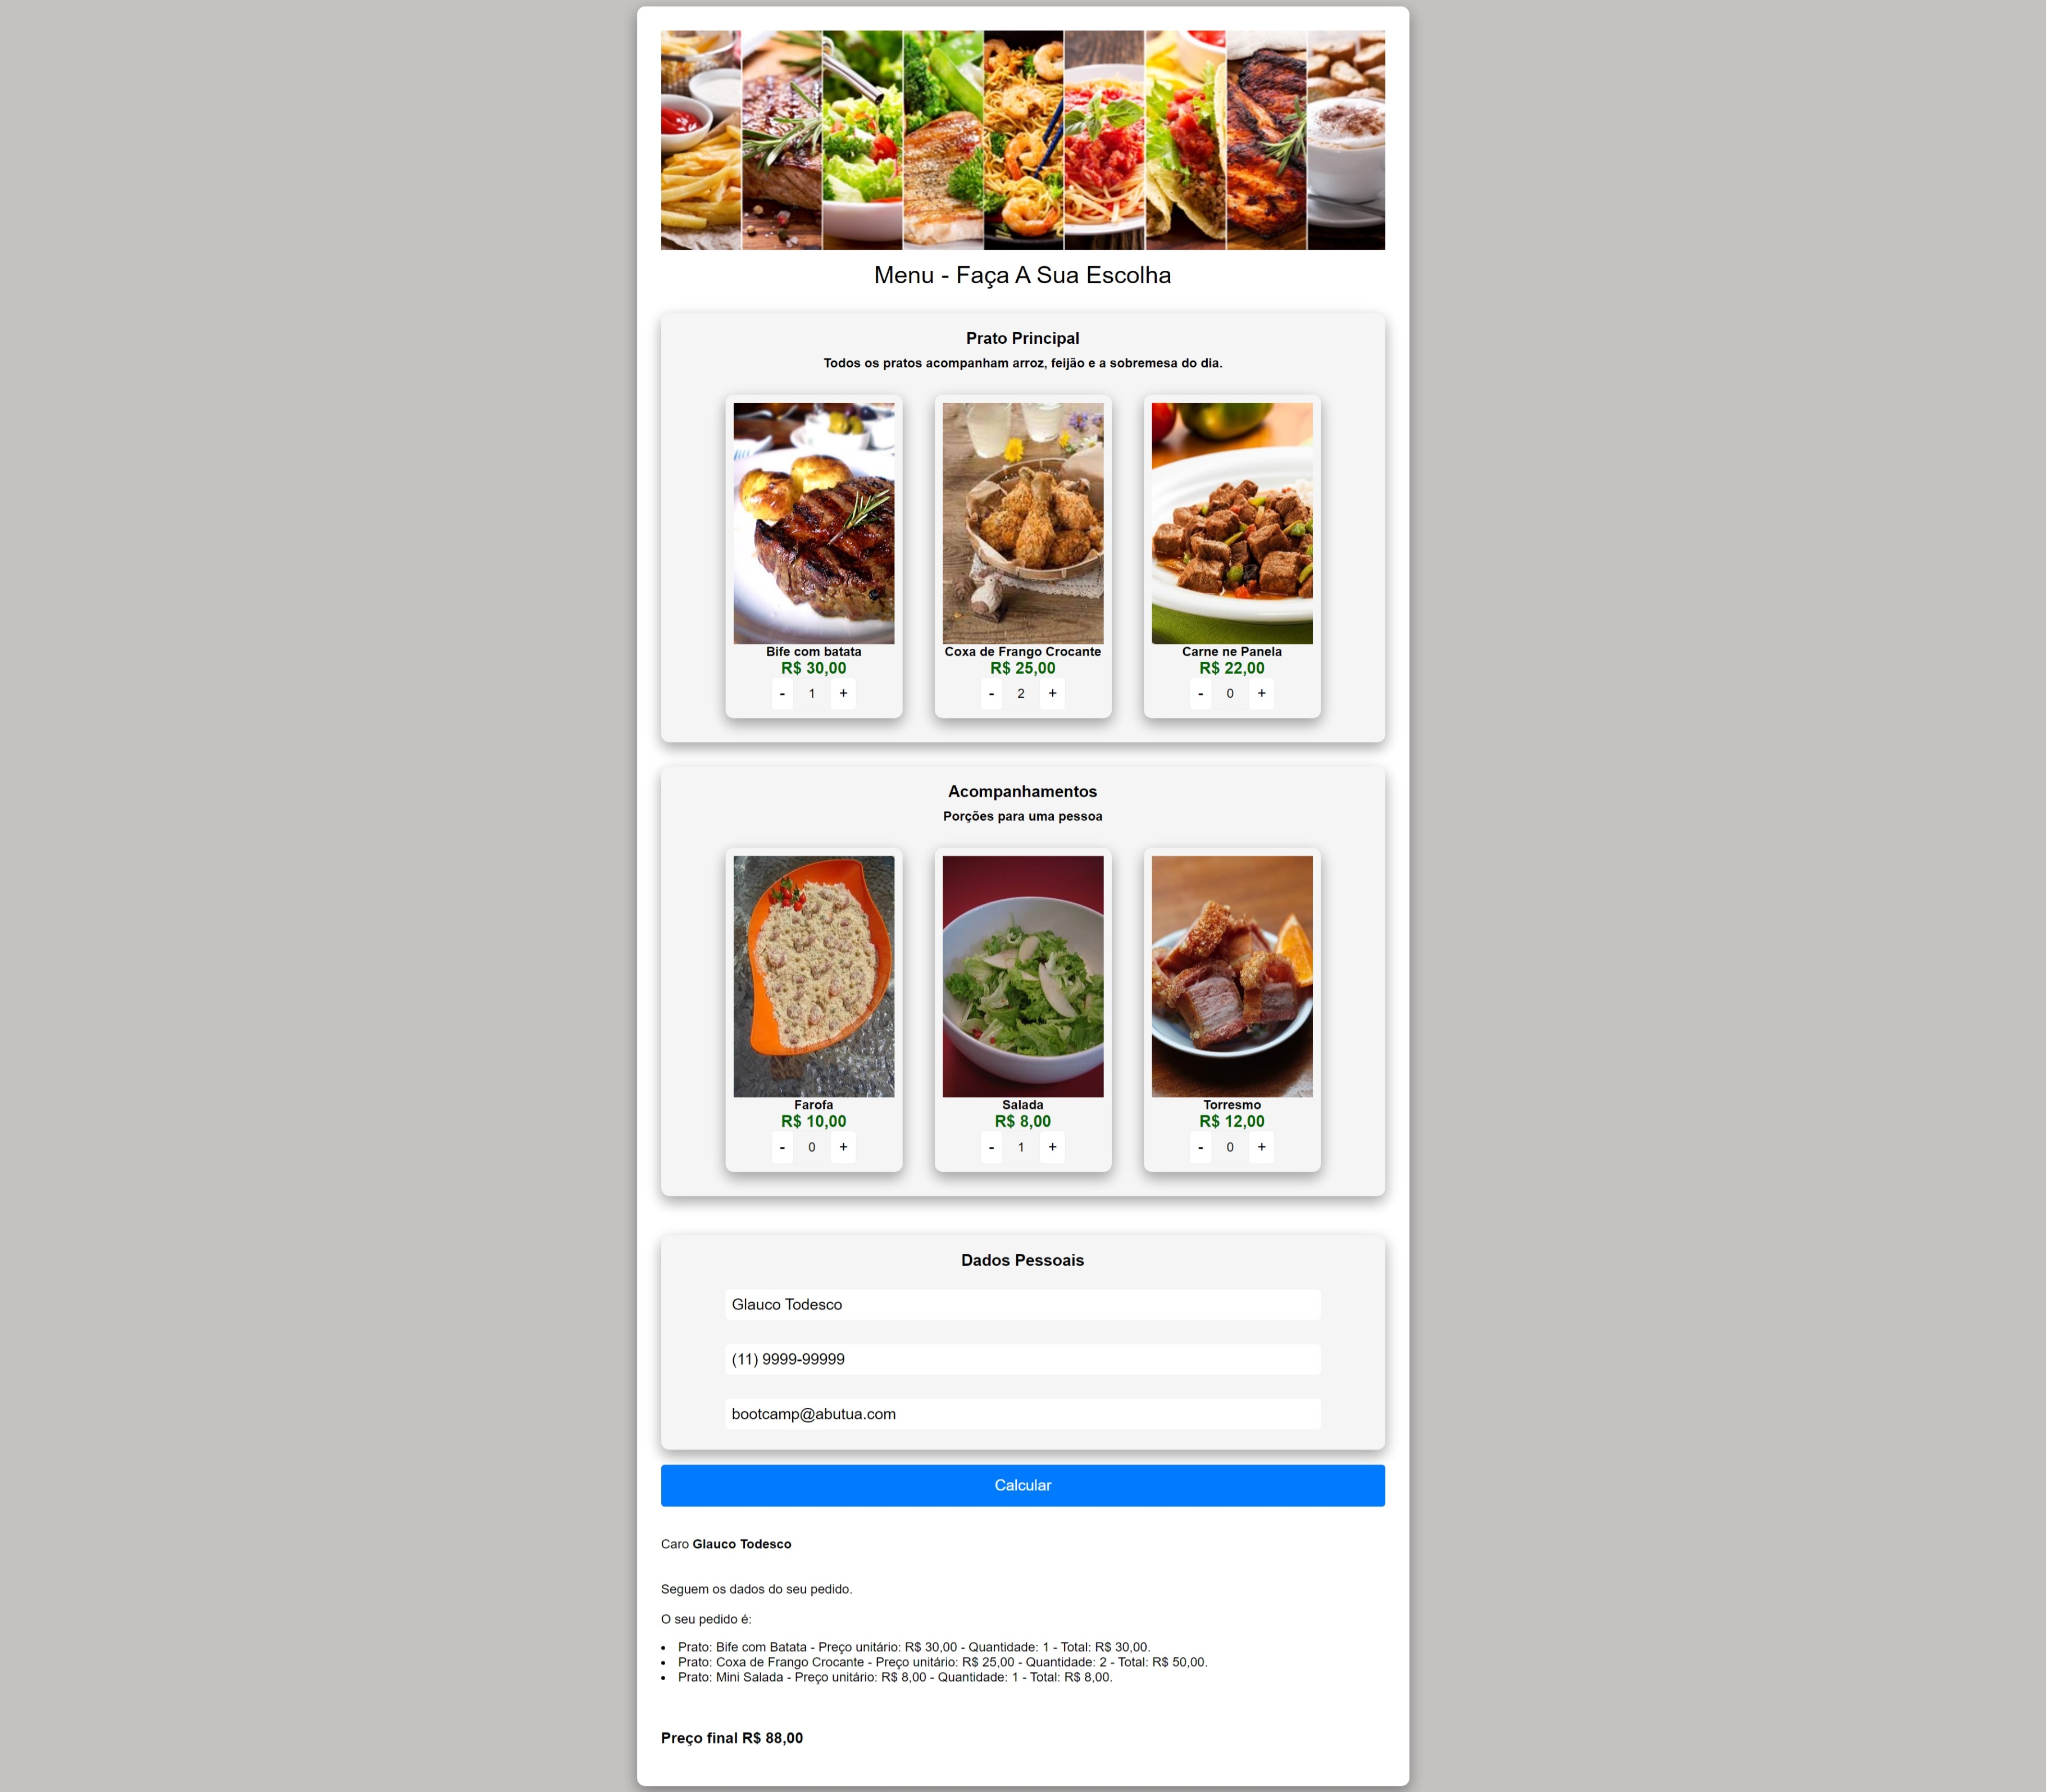 Menu - Faça A Sua Escolha
Prato Principal
Todos os pratos acompanham arroz, feijão e a sobremesa do dia.
Bife com batata
R$ 30,00
- 1 +
Coxa de Frango Crocante
R$ 25,00
- 2 +
Carne ne Panela
R$ 22,00
- 0 +
Acompanhamentos
Porções para uma pessoa
Farofa
R$ 10,00
- 0 +
Salada
R$ 8,00
- 1 +
Torresmo
R$ 12,00
- 0 +
Dados Pessoais
Glauco Todesco
(11) 9999-99999
bootcamp@abutua.com
Calcular
Caro Glauco Todesco
Seguem os dados do seu pedido.
O seu pedido é:
• Prato: Bife com Batata - Preço unitário: R$ 30,00 - Quantidade: 1 - Total: R$ 30,00.
• Prato: Coxa de Frango Crocante - Preço unitário: R$ 25,00 - Quantidade: 2 - Total: R$ 50,00.
• Prato: Mini Salada - Preço unitário: R$ 8,00 - Quantidade: 1 - Total: R$ 8,00.
Preço final R$ 88,00